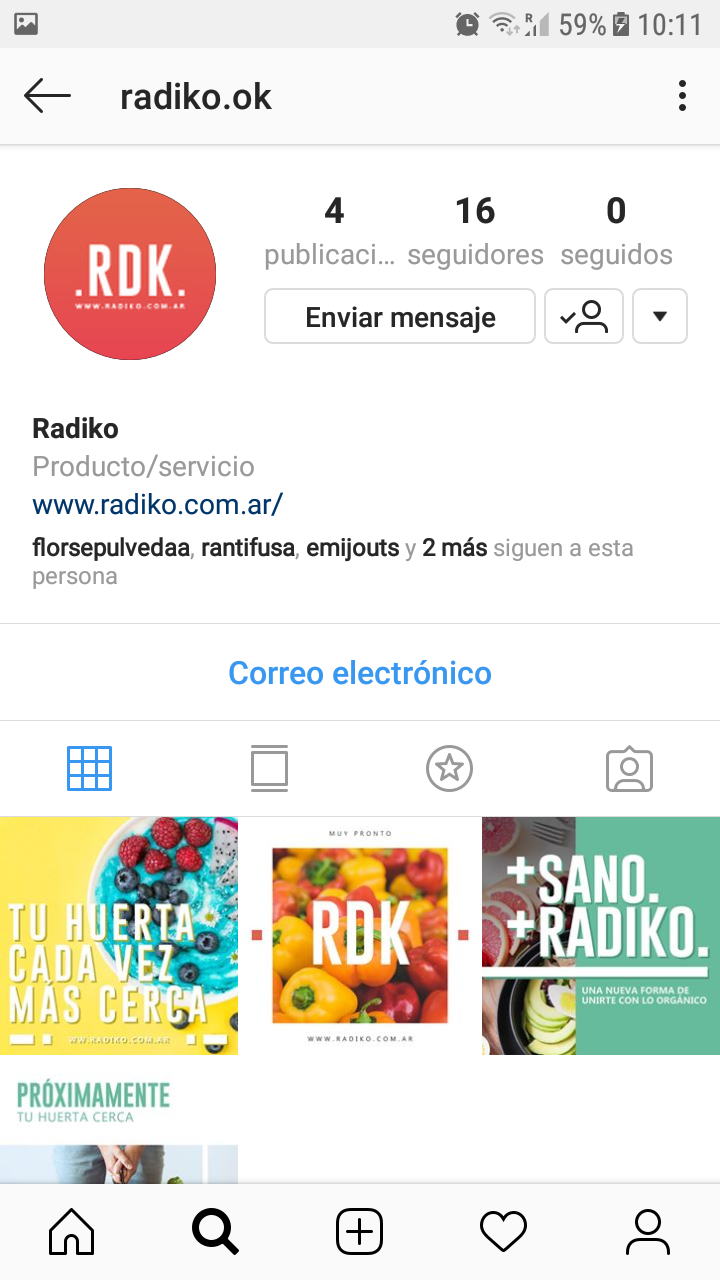 R 59% 10:11
radiko.ok
4 16 0
publicaci... seguidores seguidos
.RDK.
WWW.RADIKO.COM.AR
Enviar mensaje
Radiko
Producto/servicio
www.radiko.com.ar/
florsepulvedaa, rantifusa, emijouts y 2 más siguen a esta
persona
Correo electrónico
TU HUERTA
CADA VEZ
MÁS CERCA
WW.RADIKO.COM.AR
MUY PRONTO
RDK
WWW.RADIKO.COM.AR
+SANO.
+RADIKO.
UNA NUEVA FORMA DE
UNIRTE CON LO ORGÁNICO
PRÓXIMAMENTE
TU HUERTA CERCA